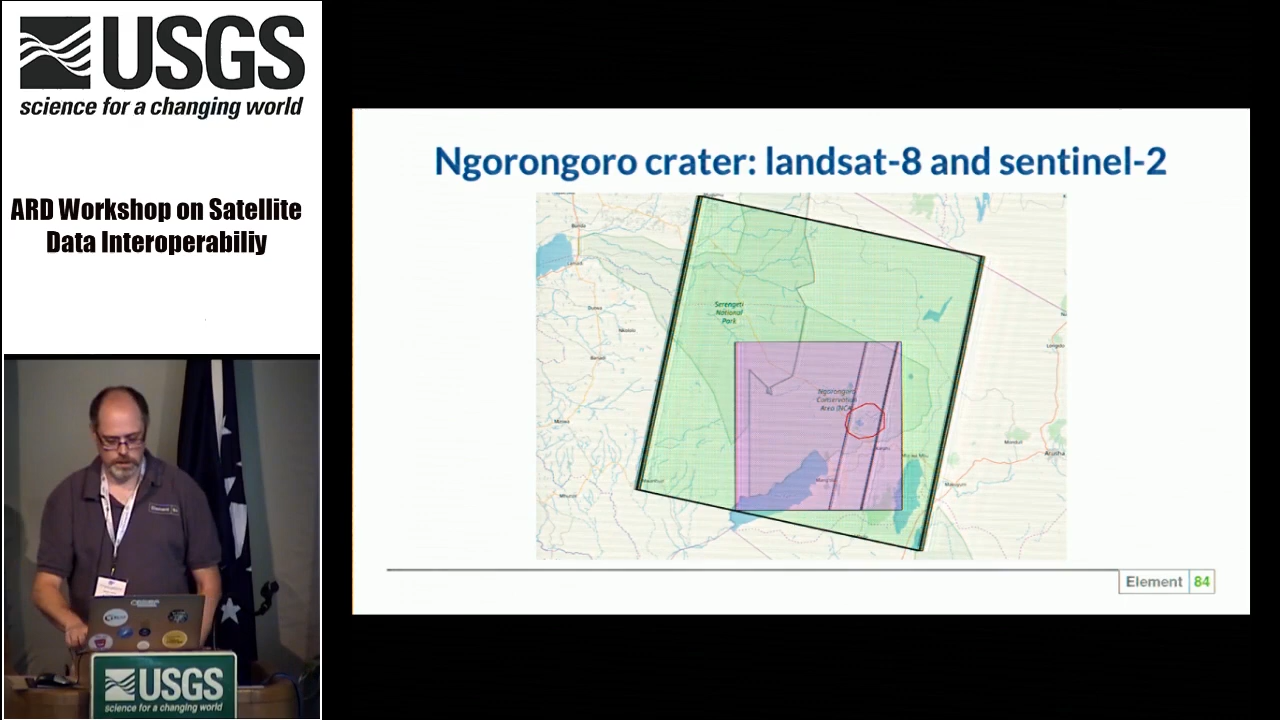 USGS
science for a changing world
ARD Workshop on Satellite
Data Interoperabiliy
Ngorongoro crater: landsat-8 and sentinel-2
Serengeti
National
Park
Ngorongoro
Conservation
Area (NCA)
Arusha
Element 84
USGS
science for a changing world